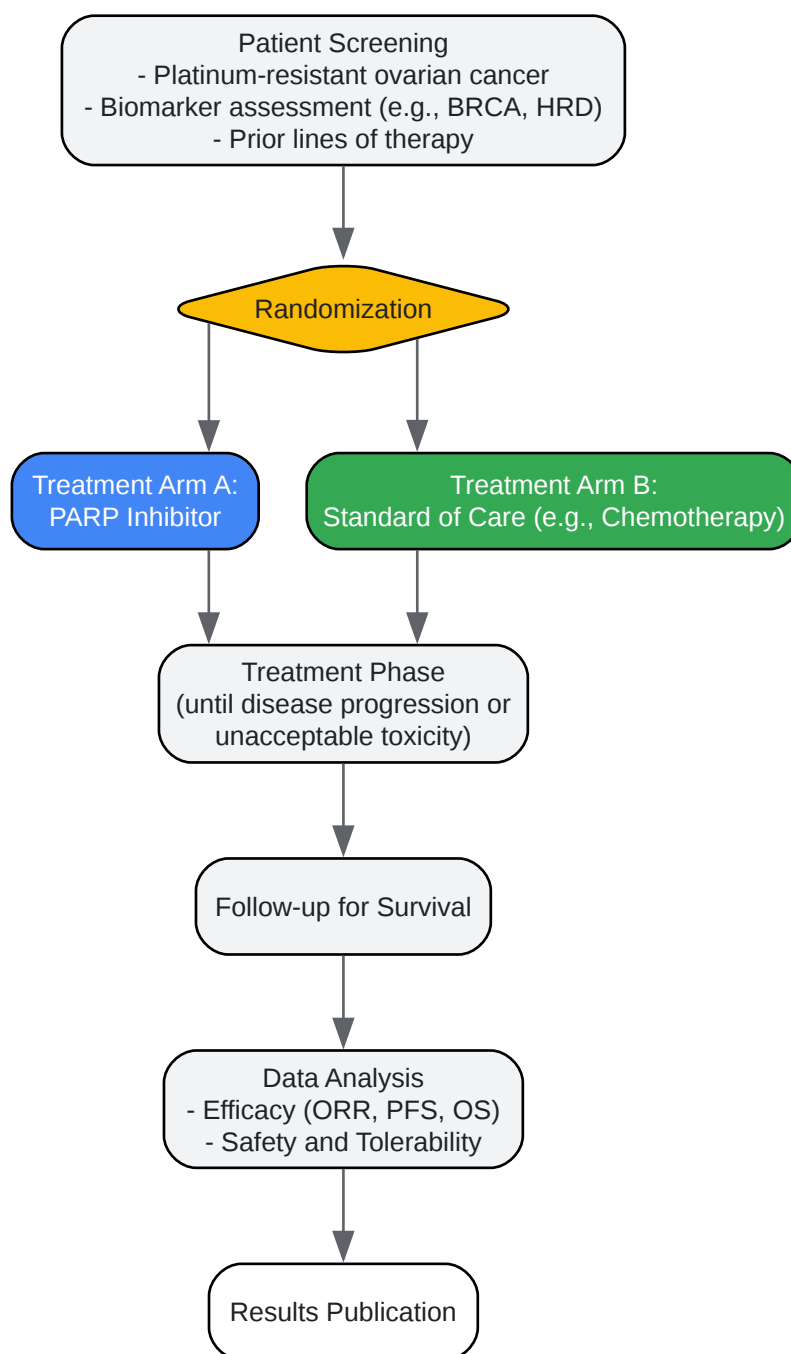 Patient Screening
- Platinum-resistant ovarian cancer
- Biomarker assessment (e.g., BRCA, HRD)
- Prior lines of therapy
Randomization
Treatment Arm A:
PARP Inhibitor
Treatment Arm B:
Standard of Care (e.g., Chemotherapy)
Treatment Phase
(until disease progression or
unacceptable toxicity)
Follow-up for Survival
Data Analysis
- Efficacy (ORR, PFS, OS)
- Safety and Tolerability
Results Publication